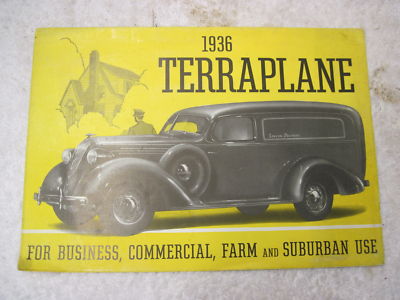 1936
TERRAPLANE
FOR BUSINESS, COMMERCIAL, FARM AND SUBURBAN USE